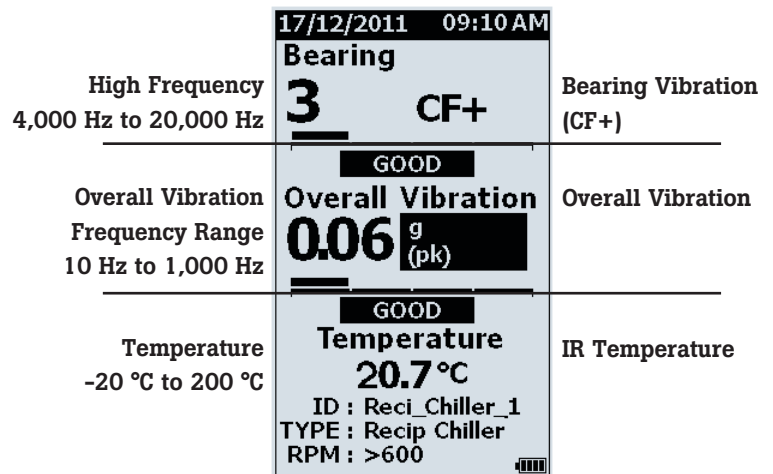 17/12/2011 09:10 AM
Bearing
High Frequency
4,000 Hz to 20,000 Hz
3 CF+
Bearing Vibration
(CF+)
GOOD
Overall Vibration
Frequency Range
10 Hz to 1,000 Hz
Overall Vibration
0.06 g
(pk)
Overall Vibration
GOOD
Temperature
-20 °C to 200 °C
Temperature
20.7 °C
IR Temperature
ID : Reci_Chiller_1
TYPE : Recip Chiller
RPM : >600